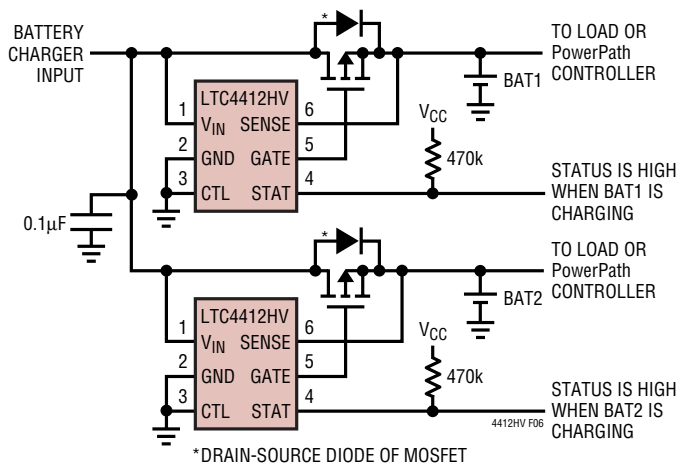 BATTERY
CHARGER
INPUT
*
TO LOAD OR
PowerPath
CONTROLLER
BAT1
LTC4412HV
1
VIN SENSE
6
2
GND GATE
5
3
CTL STAT
4
VCC
470k
STATUS IS HIGH
WHEN BAT1 IS
CHARGING
0.1µF
*
TO LOAD OR
PowerPath
CONTROLLER
BAT2
LTC4412HV
1
VIN SENSE
6
2
GND GATE
5
3
CTL STAT
4
VCC
470k
STATUS IS HIGH
WHEN BAT2 IS
CHARGING
4412HV F06
*DRAIN-SOURCE DIODE OF MOSFET